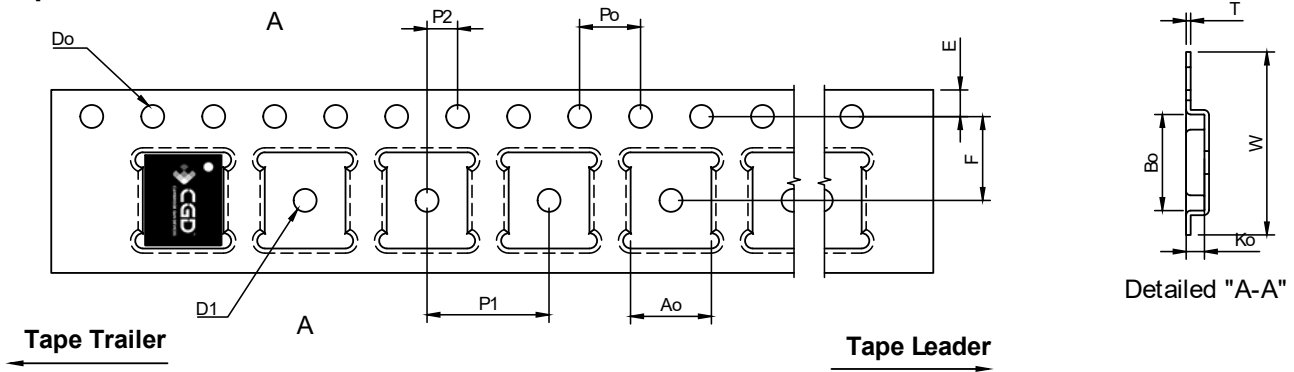 A
P2
Po
T
Do
E
F
Bo
W
CGD
Ko
Detailed "A-A"
D1
P1
Ao
A
Tape Trailer
Tape Leader